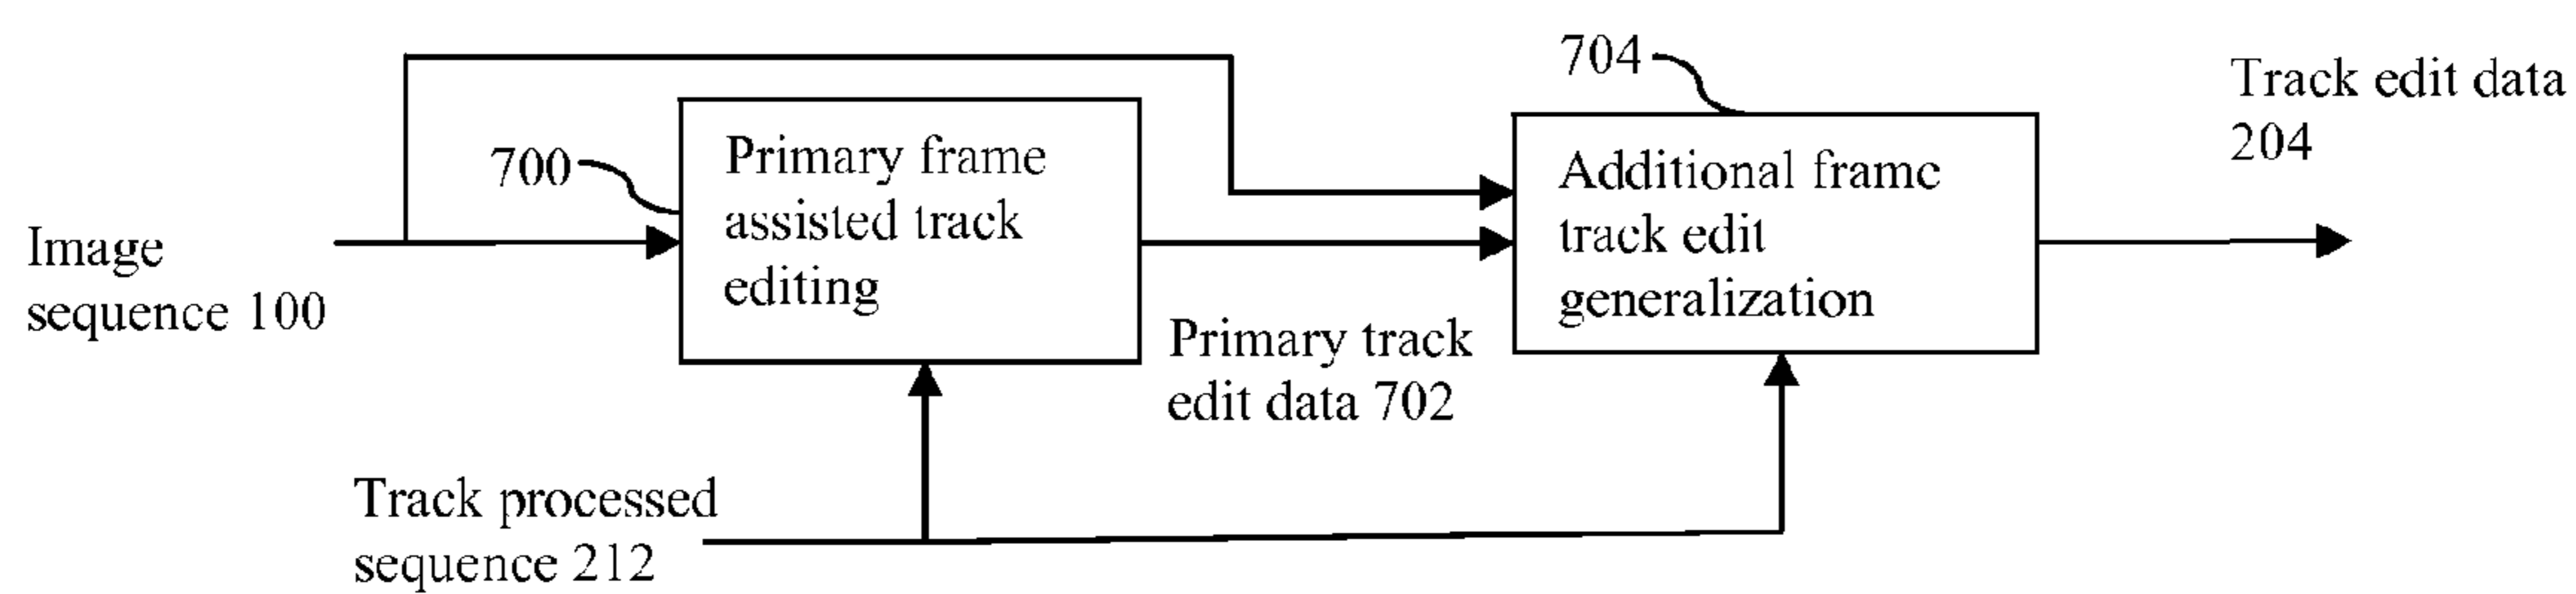 704
Track edit data
204
700
Primary frame
assisted track
editing
Additional frame
track edit
generalization
Image
sequence 100
Primary track
edit data 702
Track processed
sequence 212